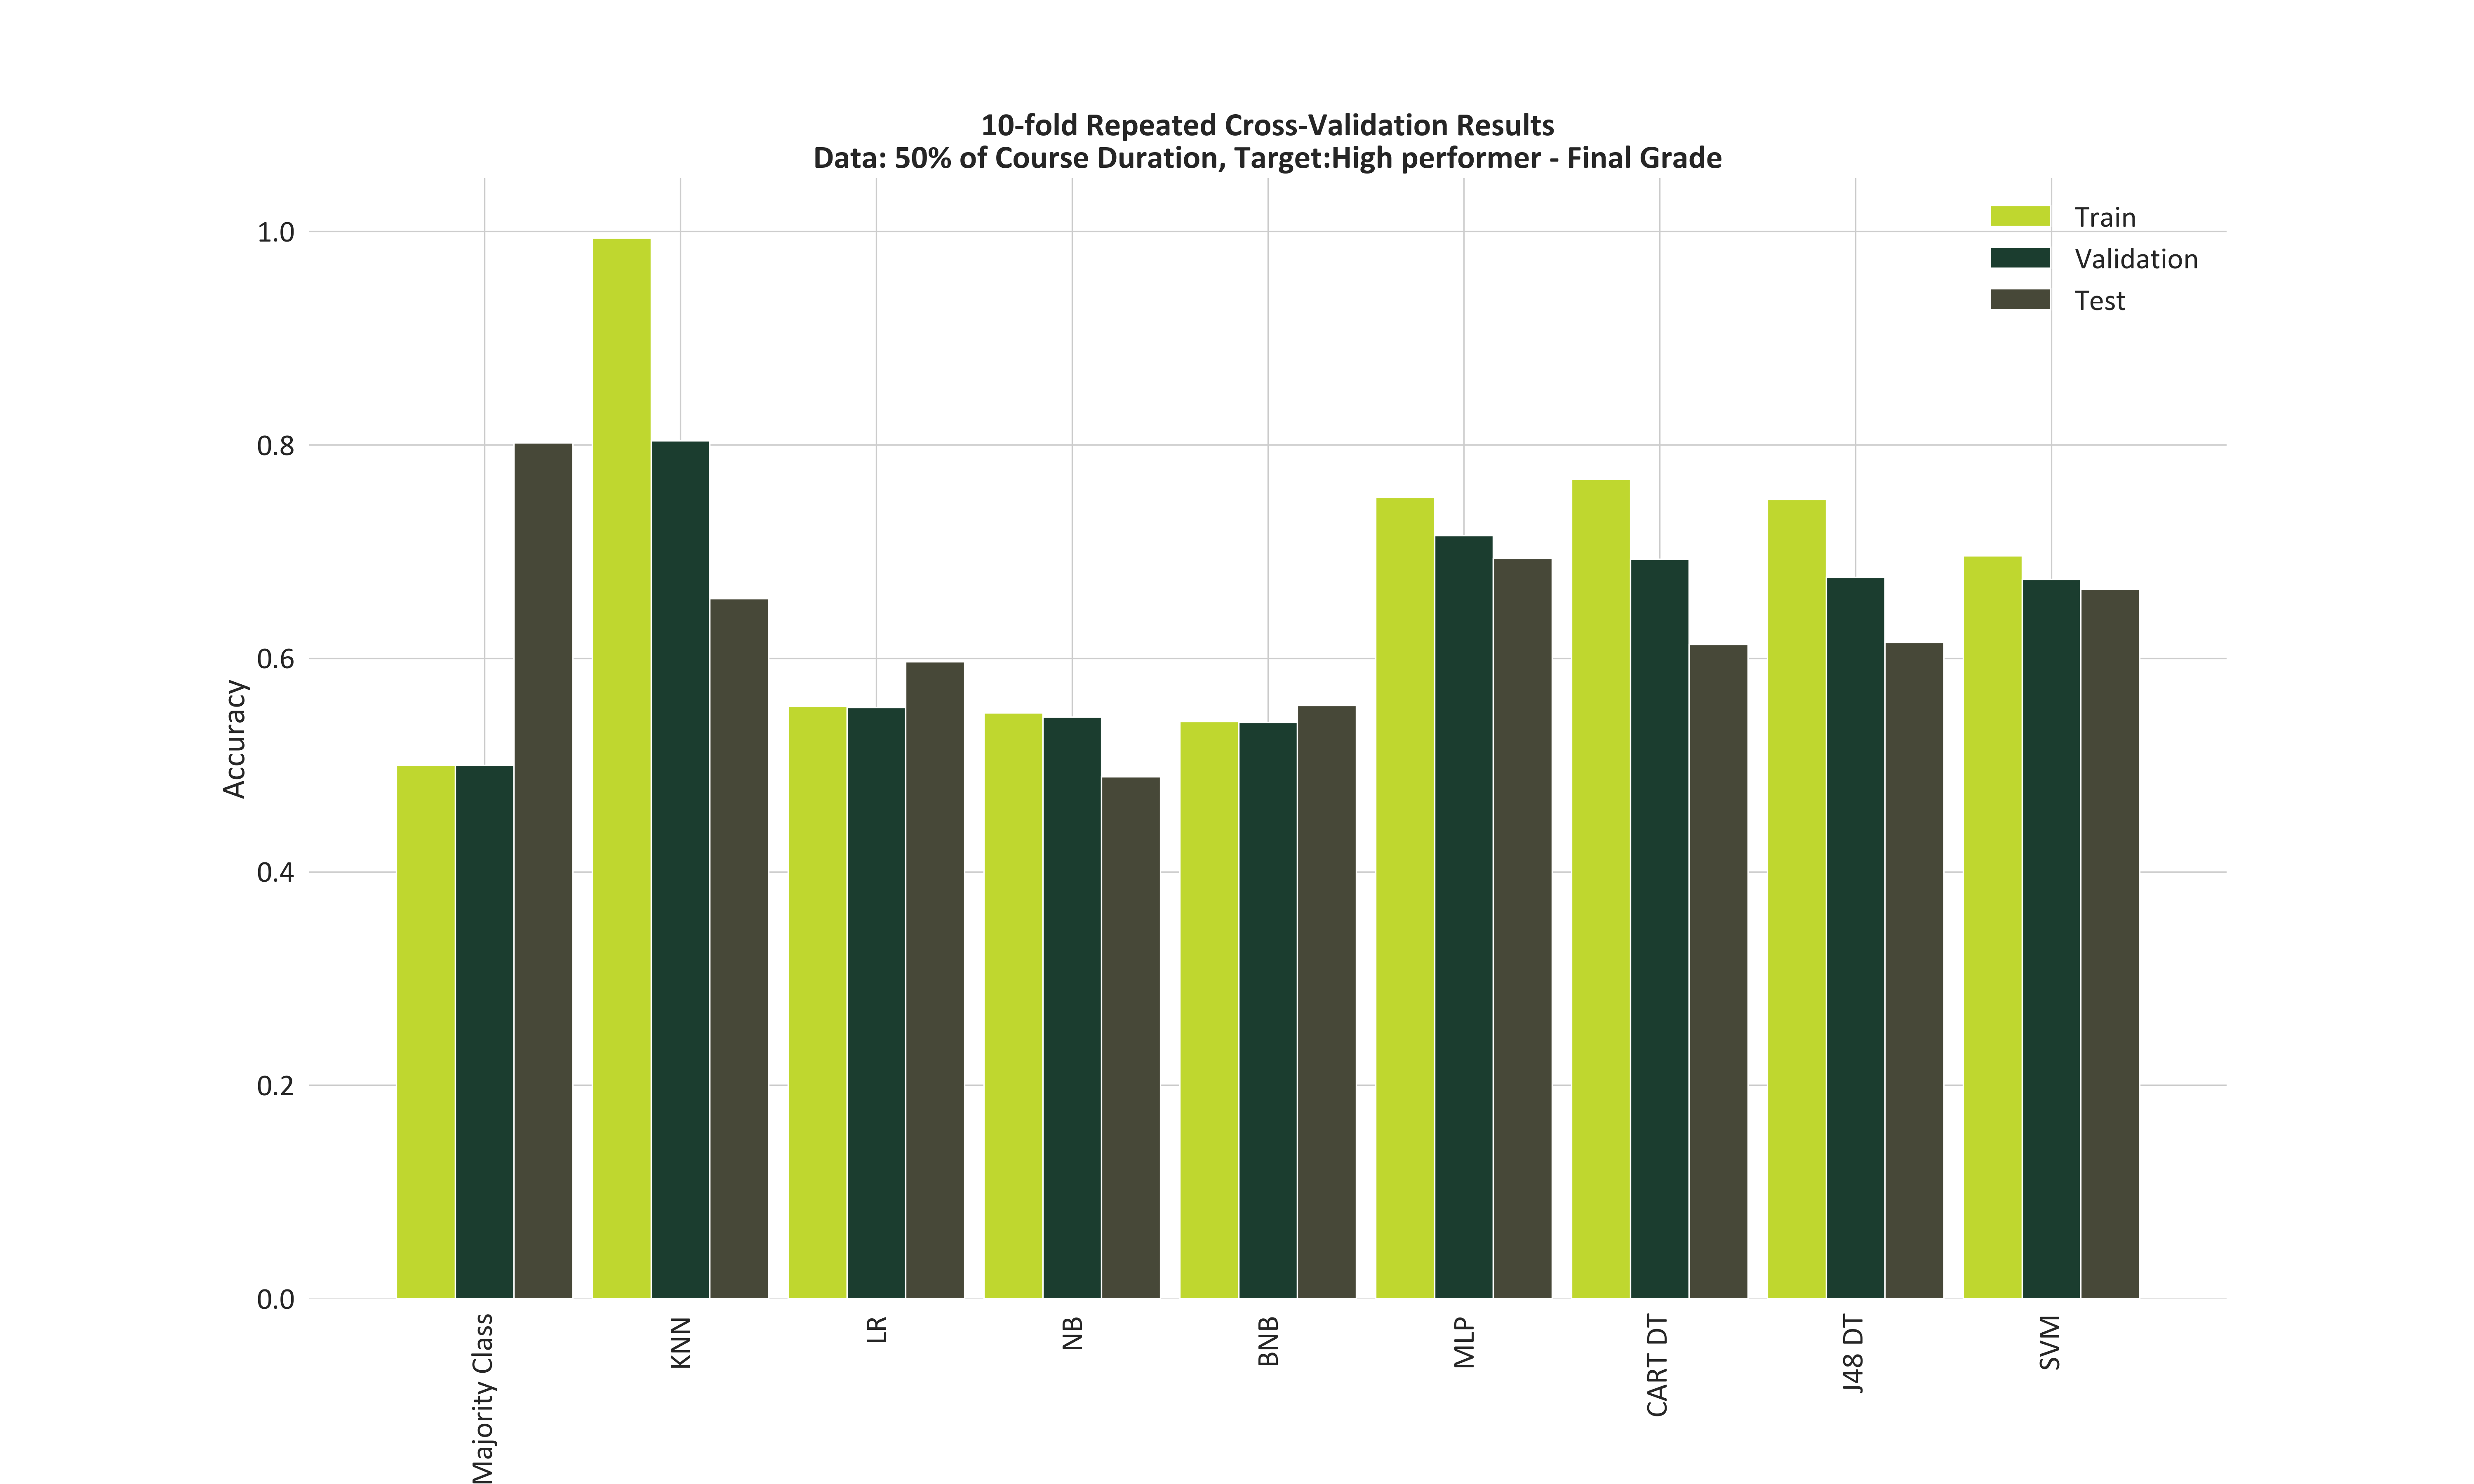 10-fold Repeated Cross-Validation Results
Data: 50% of Course Duration, Target:High performer - Final Grade
Train
Validation
Test
1.0
0.8
0.6
0.4
0.2
0.0
Accuracy
Majority Class
KNN
LR
NB
BNB
MLP
CART DT
J48 DT
SVM